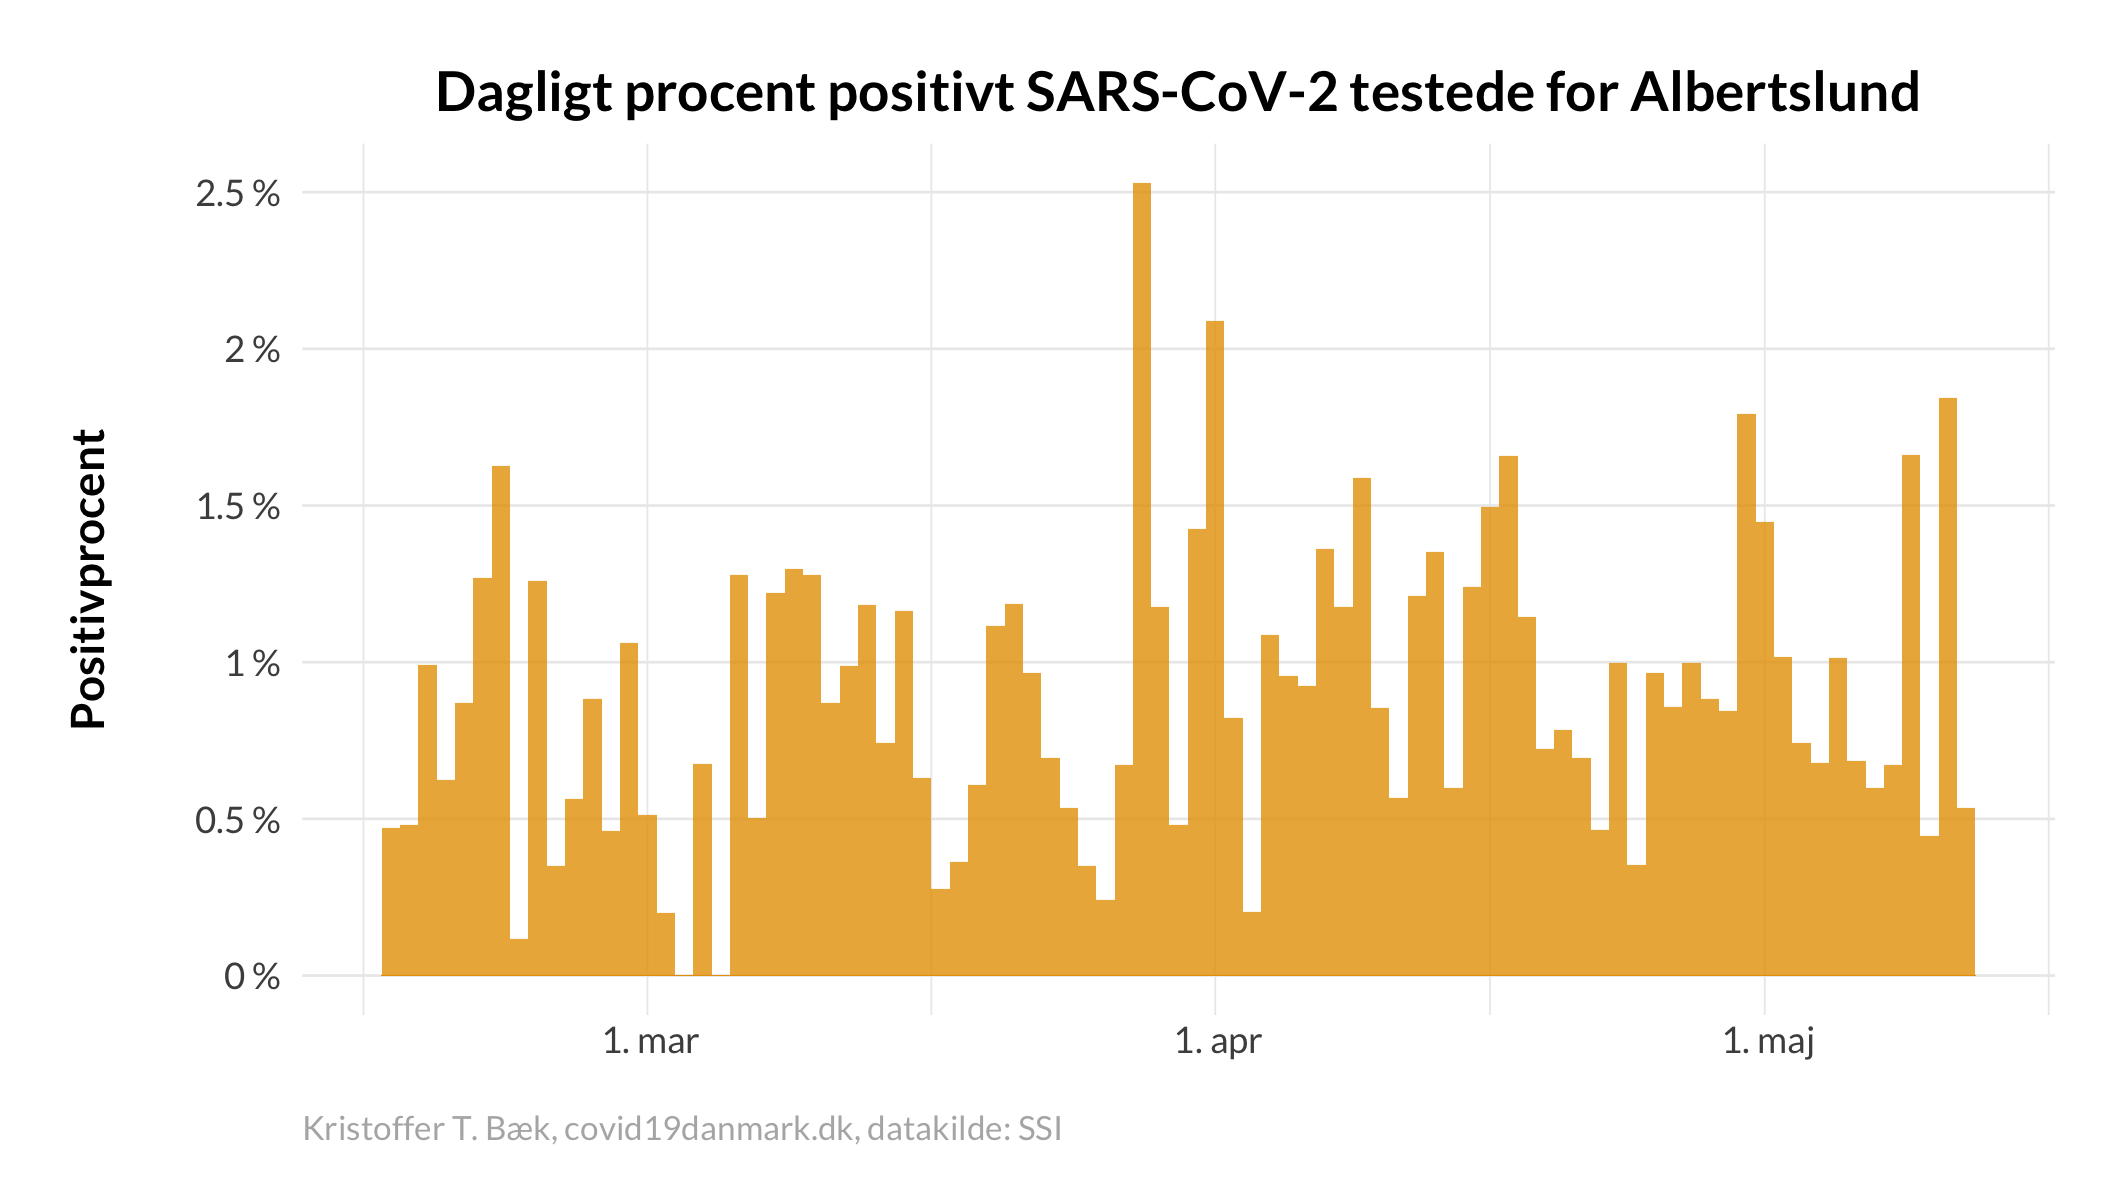 Dagligt procent positivt SARS-CoV-2 testede for Albertslund
Positivprocent
2.5 %
2 %
1.5 %
1 %
0.5 %
0 %
1. mar
1. apr
1. maj
Kristoffer T. Bæk, covid19danmark.dk, datakilde: SSI